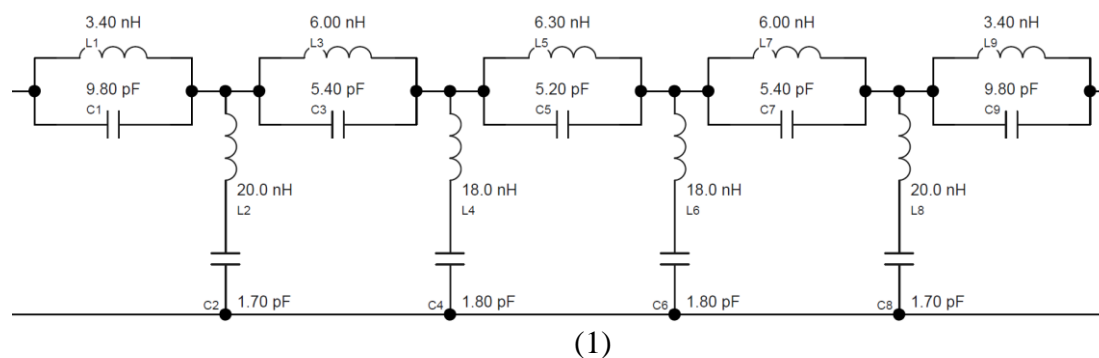 3.40 nH 6.00 nH 6.30 nH 6.00 nH 3.40 nH
L1 L3 L5 L7 L9
9.80 pF 5.40 pF 5.20 pF 5.40 pF 9.80 pF
C1 C3 C5 C7 C9
20.0 nH 18.0 nH 18.0 nH 20.0 nH
L2 L4 L6 L8
C2 1.70 pF C4 1.80 pF C6 1.80 pF C8 1.70 pF
(1)